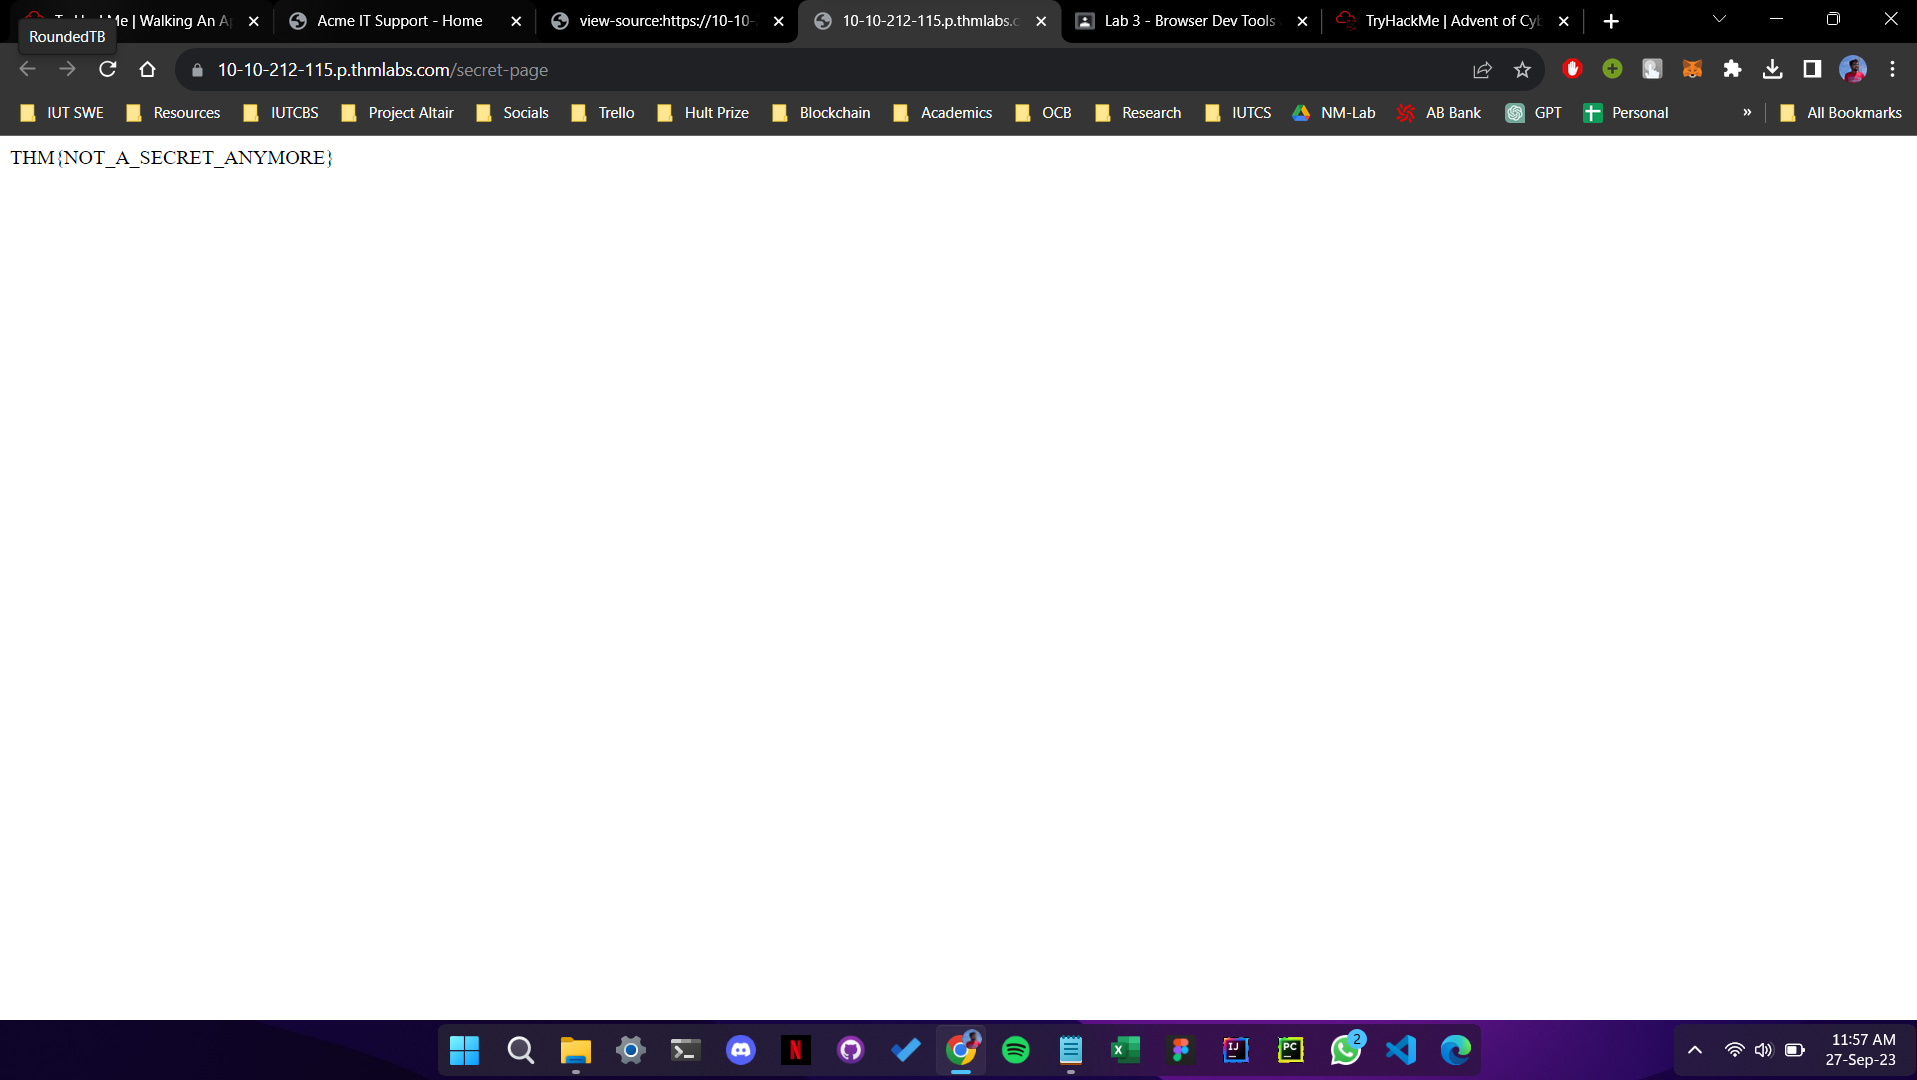 Me | Walking An Ap
Acme IT Support - Home
view-source:https://10-10-2
10-10-212-115.p.thmlabs.c
Lab 3 - Browser Dev Tools
TryHackMe | Advent of Cyb
RoundedTB
10-10-212-115.p.thmlabs.com/secret-page
IUT SWE
Resources
IUTCBS
Project Altair
Socials
Trello
Hult Prize
Blockchain
Academics
OCB
Research
IUTCS
NM-Lab
AB Bank
GPT
Personal
»
All Bookmarks
THM{NOT_A_SECRET_ANYMORE}
2
11:57 AM
27-Sep-23